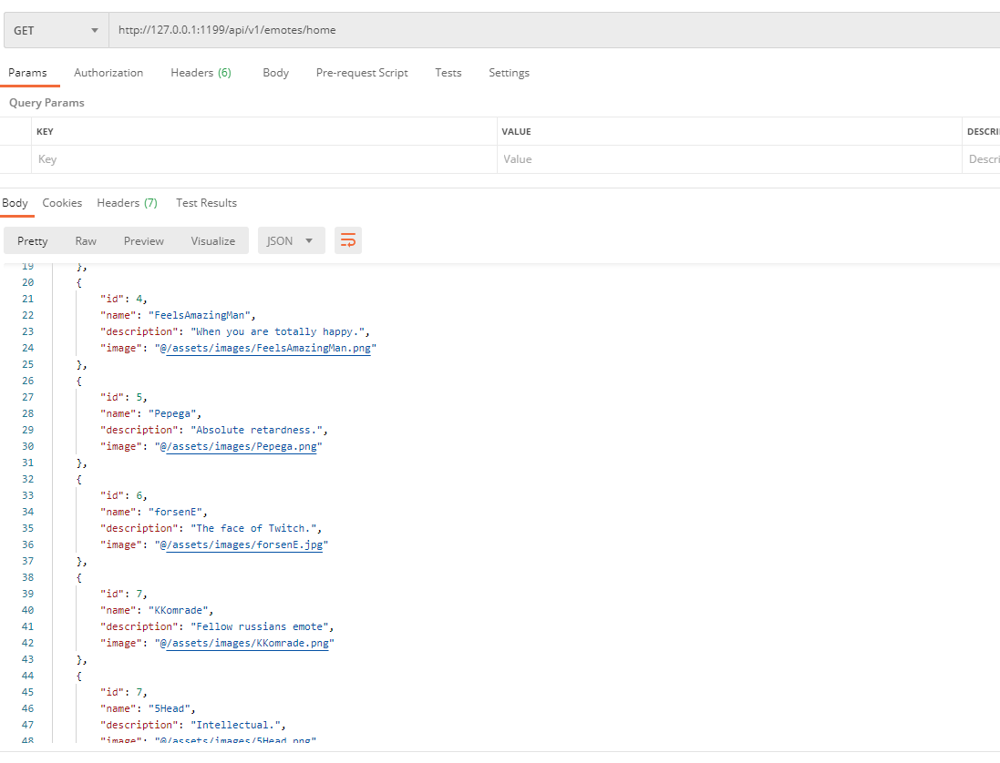 GET http://127.0.0.1:1199/api/v1/emotes/home
Params Authorization Headers (6) Body Pre-request Script Tests Settings
Query Params
KEY VALUE DESCRI
Key Value Descri
Body Cookies Headers (7) Test Results
Pretty Raw Preview Visualize JSON
19 },
20 {
21 "id": 4,
22 "name": "FeelsAmazingMan",
23 "description": "When you are totally happy.",
24 "image": "@/assets/images/FeelsAmazingMan.png"
25 },
26 {
27 "id": 5,
28 "name": "Pepega",
29 "description": "Absolute retardness.",
30 "image": "@/assets/images/Pepega.png"
31 },
32 {
33 "id": 6,
34 "name": "forsenE",
35 "description": "The face of Twitch.",
36 "image": "@/assets/images/forsenE.jpg"
37 },
38 {
39 "id": 7,
40 "name": "KKomrade",
41 "description": "Fellow russians emote",
42 "image": "@/assets/images/KKomrade.png"
43 },
44 {
45 "id": 7,
46 "name": "5Head",
47 "description": "Intellectual.",
48 "image": "@/assets/images/5Head.png"